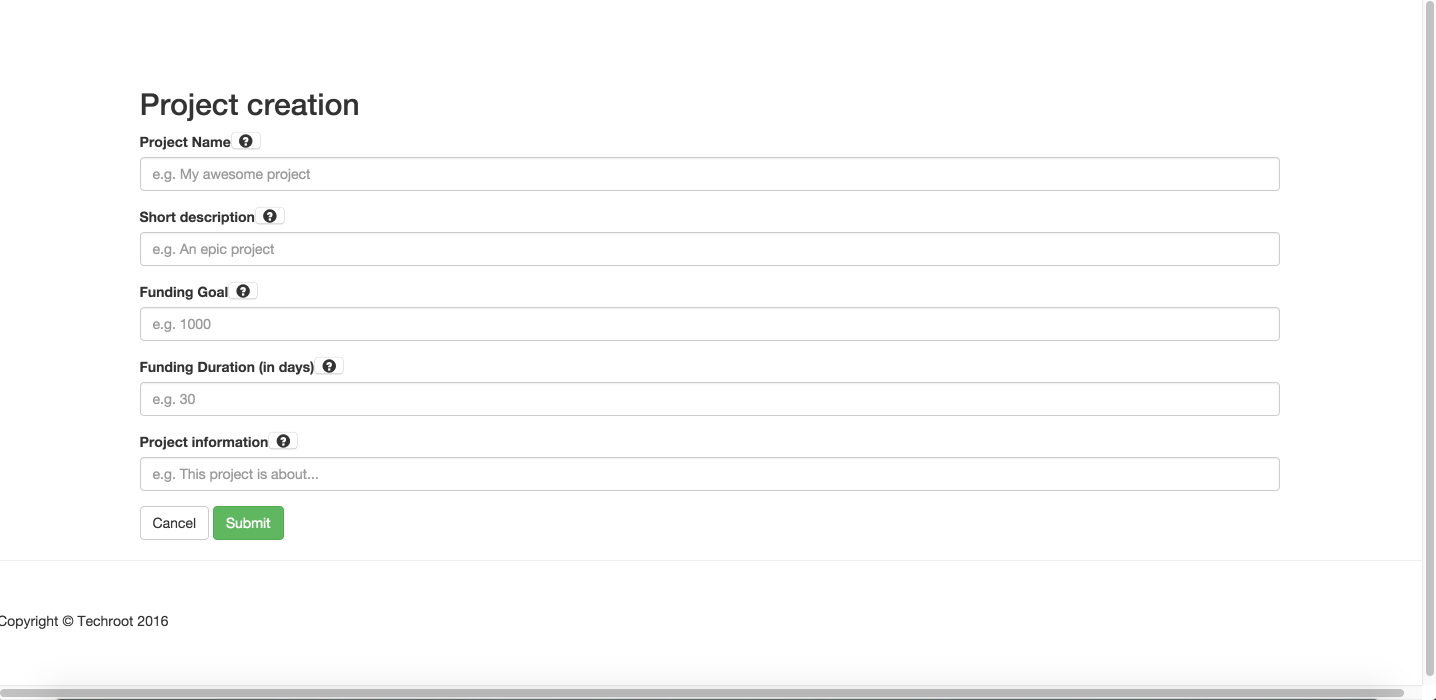 Project creation
Project Name
e.g. My awesome project
Short description
e.g. An epic project
Funding Goal
e.g. 1000
Funding Duration (in days)
e.g. 30
Project information
e.g. This project is about...
Cancel Submit
Copyright © Techroot 2016